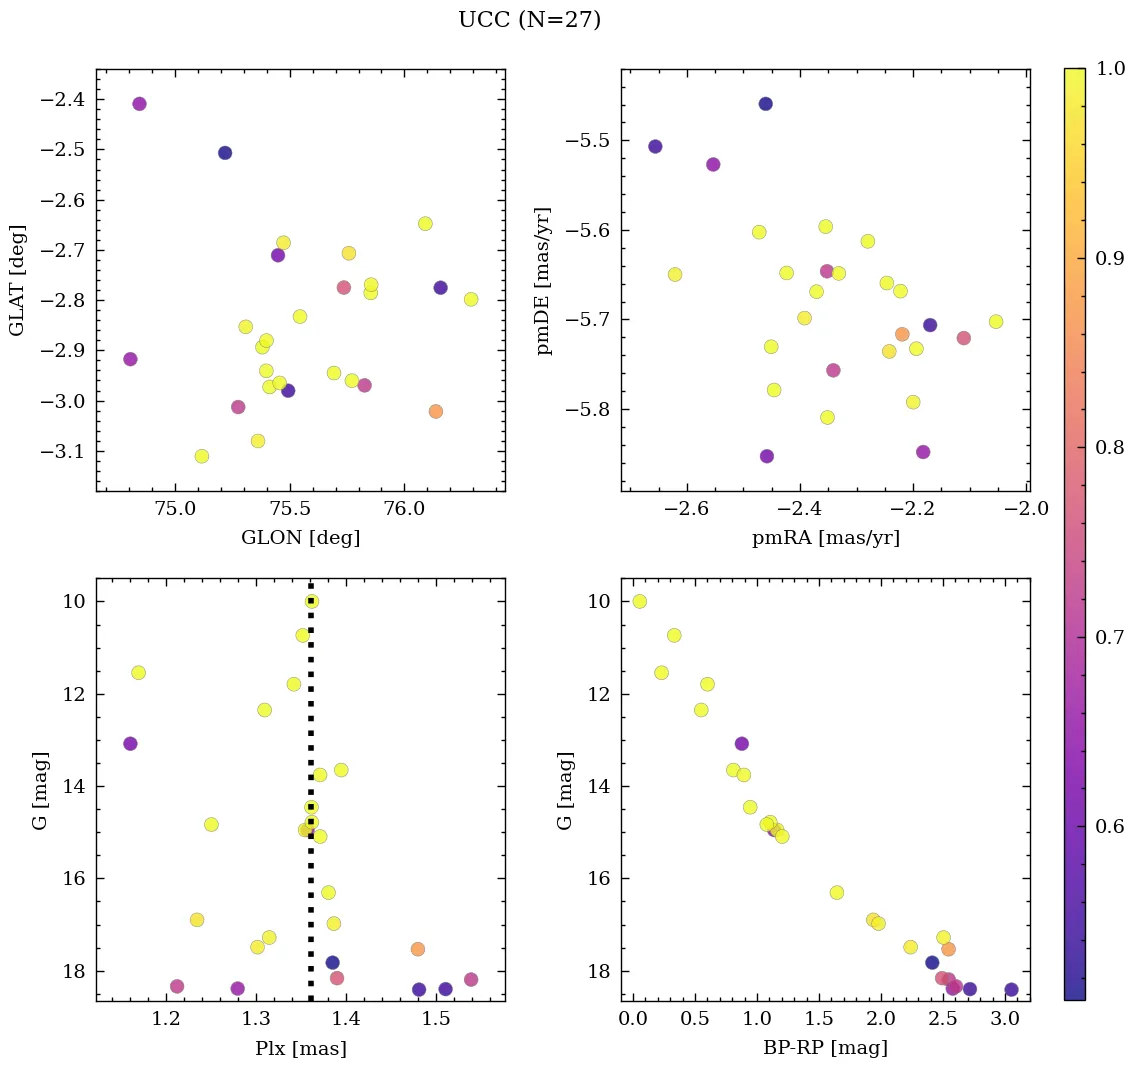 UCC (N=27)
−2.4
−2.5
−2.6
−2.7
−2.8
−2.9
−3.0
−3.1
GLAT [deg]
75.0 75.5 76.0
GLON [deg]
−5.5
−5.6
−5.7
−5.8
pmDE [mas/yr]
−2.6 −2.4 −2.2 −2.0
pmRA [mas/yr]
10
12
14
16
18
G [mag]
1.2 1.3 1.4 1.5
Plx [mas]
10
12
14
16
18
G [mag]
0.0 0.5 1.0 1.5 2.0 2.5 3.0
BP-RP [mag]
1.0
0.9
0.8
0.7
0.6